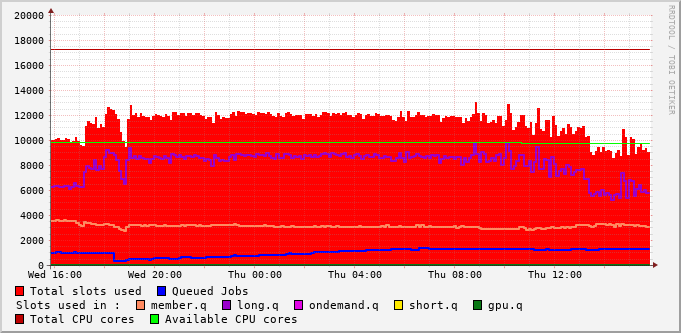 20000
18000
16000
14000
12000
10000
8000
6000
4000
2000
0
Wed 16:00 Wed 20:00 Thu 00:00 Thu 04:00 Thu 08:00 Thu 12:00
Total slots used Queued Jobs
Slots used in : member.q long.q ondemand.q short.q gpu.q
Total CPU cores Available CPU cores
RRDTOOL / TOBI OETIKER